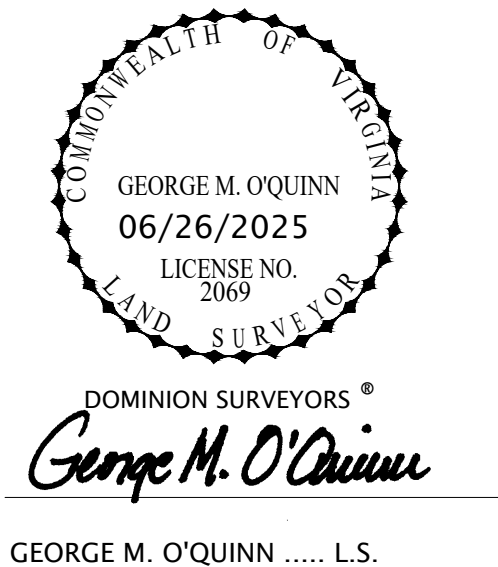 COMMONWEALTH OF VIRGINIA
GEORGE M. O'QUINN
06/26/2025
LICENSE NO.
2069
LAND SURVEYOR
DOMINION SURVEYORS ®
George M. O'Quinn
GEORGE M. O'QUINN ..... L.S.